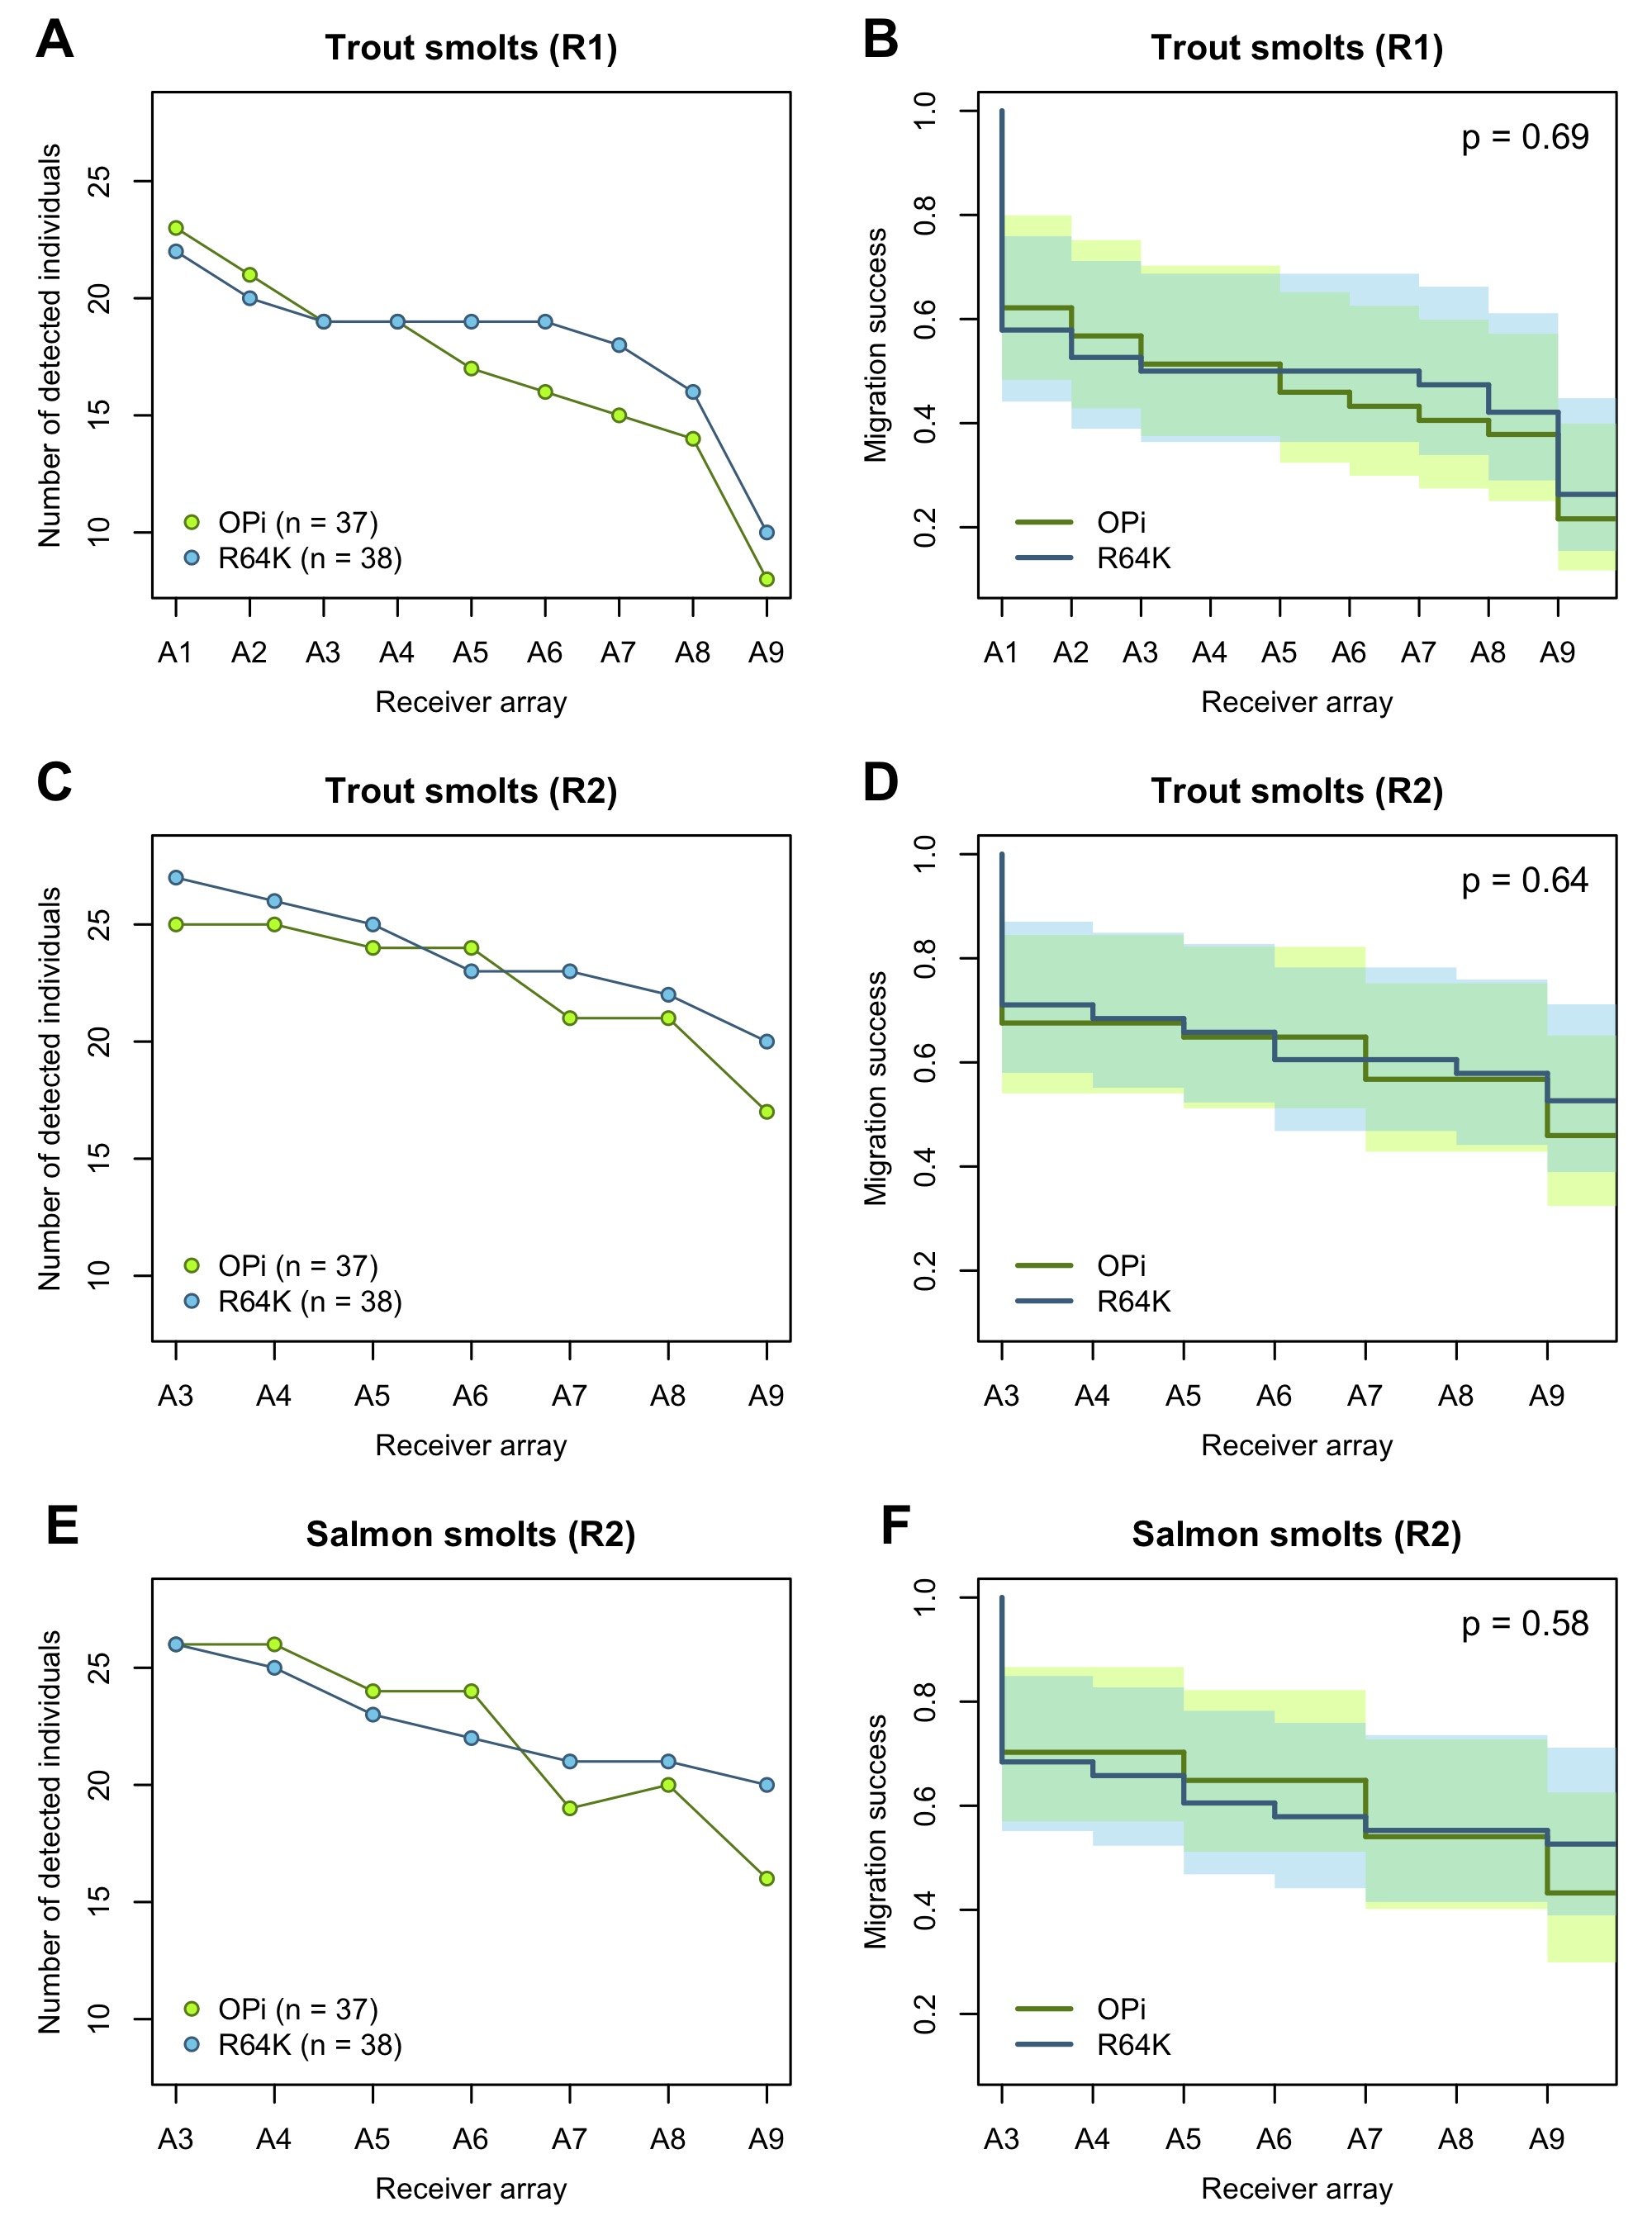 A
Trout smolts (R1)
Number of detected individuals
25
20
15
10
OPi (n = 37)
R64K (n = 38)
A1 A2 A3 A4 A5 A6 A7 A8 A9
Receiver array
B
Trout smolts (R1)
Migration success
1.0
0.8
0.6
0.4
0.2
p = 0.69
OPi
R64K
A1 A2 A3 A4 A5 A6 A7 A8 A9
Receiver array
C
Trout smolts (R2)
Number of detected individuals
25
20
15
10
OPi (n = 37)
R64K (n = 38)
A3 A4 A5 A6 A7 A8 A9
Receiver array
D
Trout smolts (R2)
Migration success
1.0
0.8
0.6
0.4
0.2
p = 0.64
OPi
R64K
A3 A4 A5 A6 A7 A8 A9
Receiver array
E
Salmon smolts (R2)
Number of detected individuals
25
20
15
10
OPi (n = 37)
R64K (n = 38)
A3 A4 A5 A6 A7 A8 A9
Receiver array
F
Salmon smolts (R2)
Migration success
1.0
0.8
0.6
0.4
0.2
p = 0.58
OPi
R64K
A3 A4 A5 A6 A7 A8 A9
Receiver array